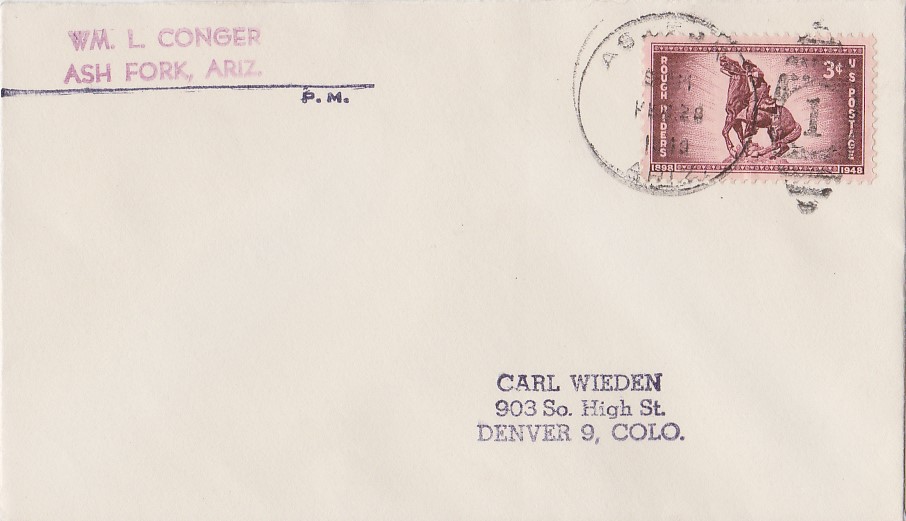 WM. L. CONGER
ASH FORK, ARIZ.
P. M.
ARIZ.
1
ROUGH RIDERS
3¢
U S POSTAGE
1898 1948
CARL WIEDEN
903 So. High St.
DENVER 9, COLO.